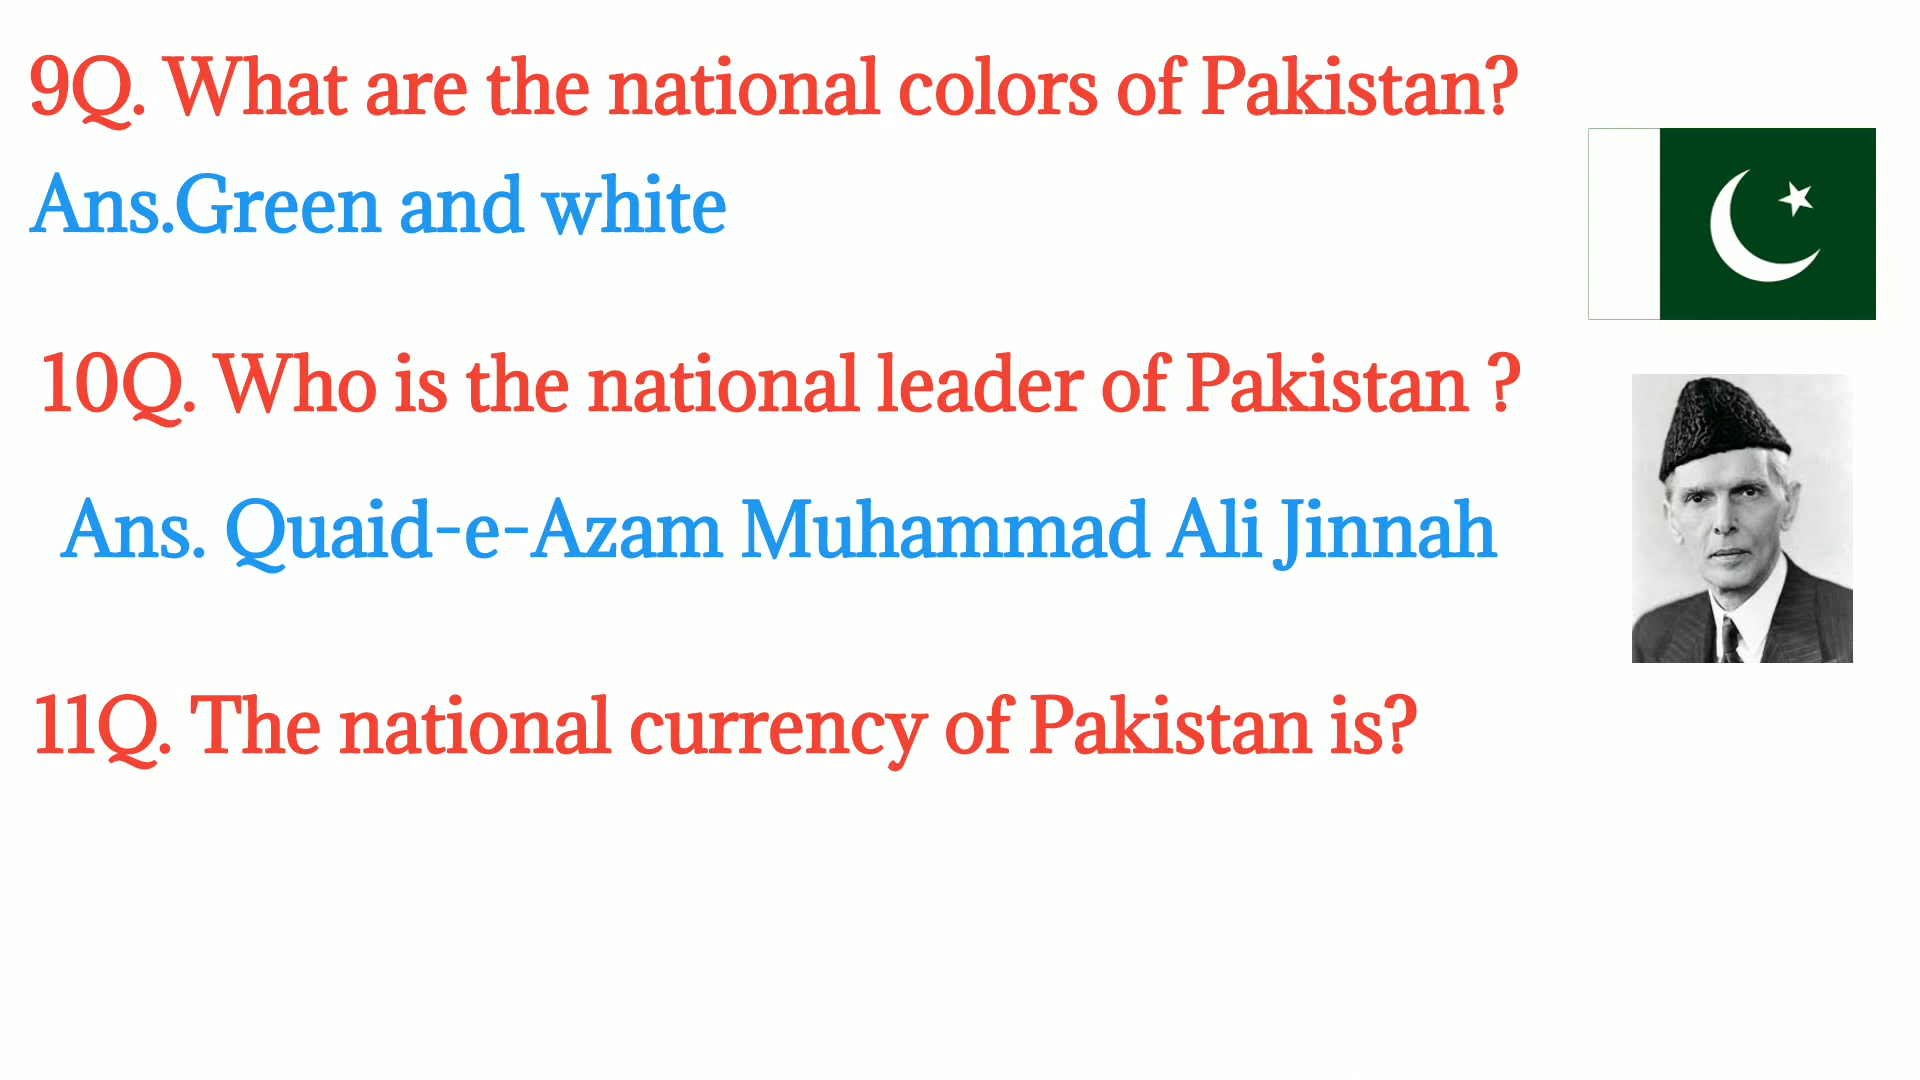 9Q. What are the national colors of Pakistan?
Ans.Green and white
10Q. Who is the national leader of Pakistan ?
Ans. Quaid-e-Azam Muhammad Ali Jinnah
11Q. The national currency of Pakistan is?